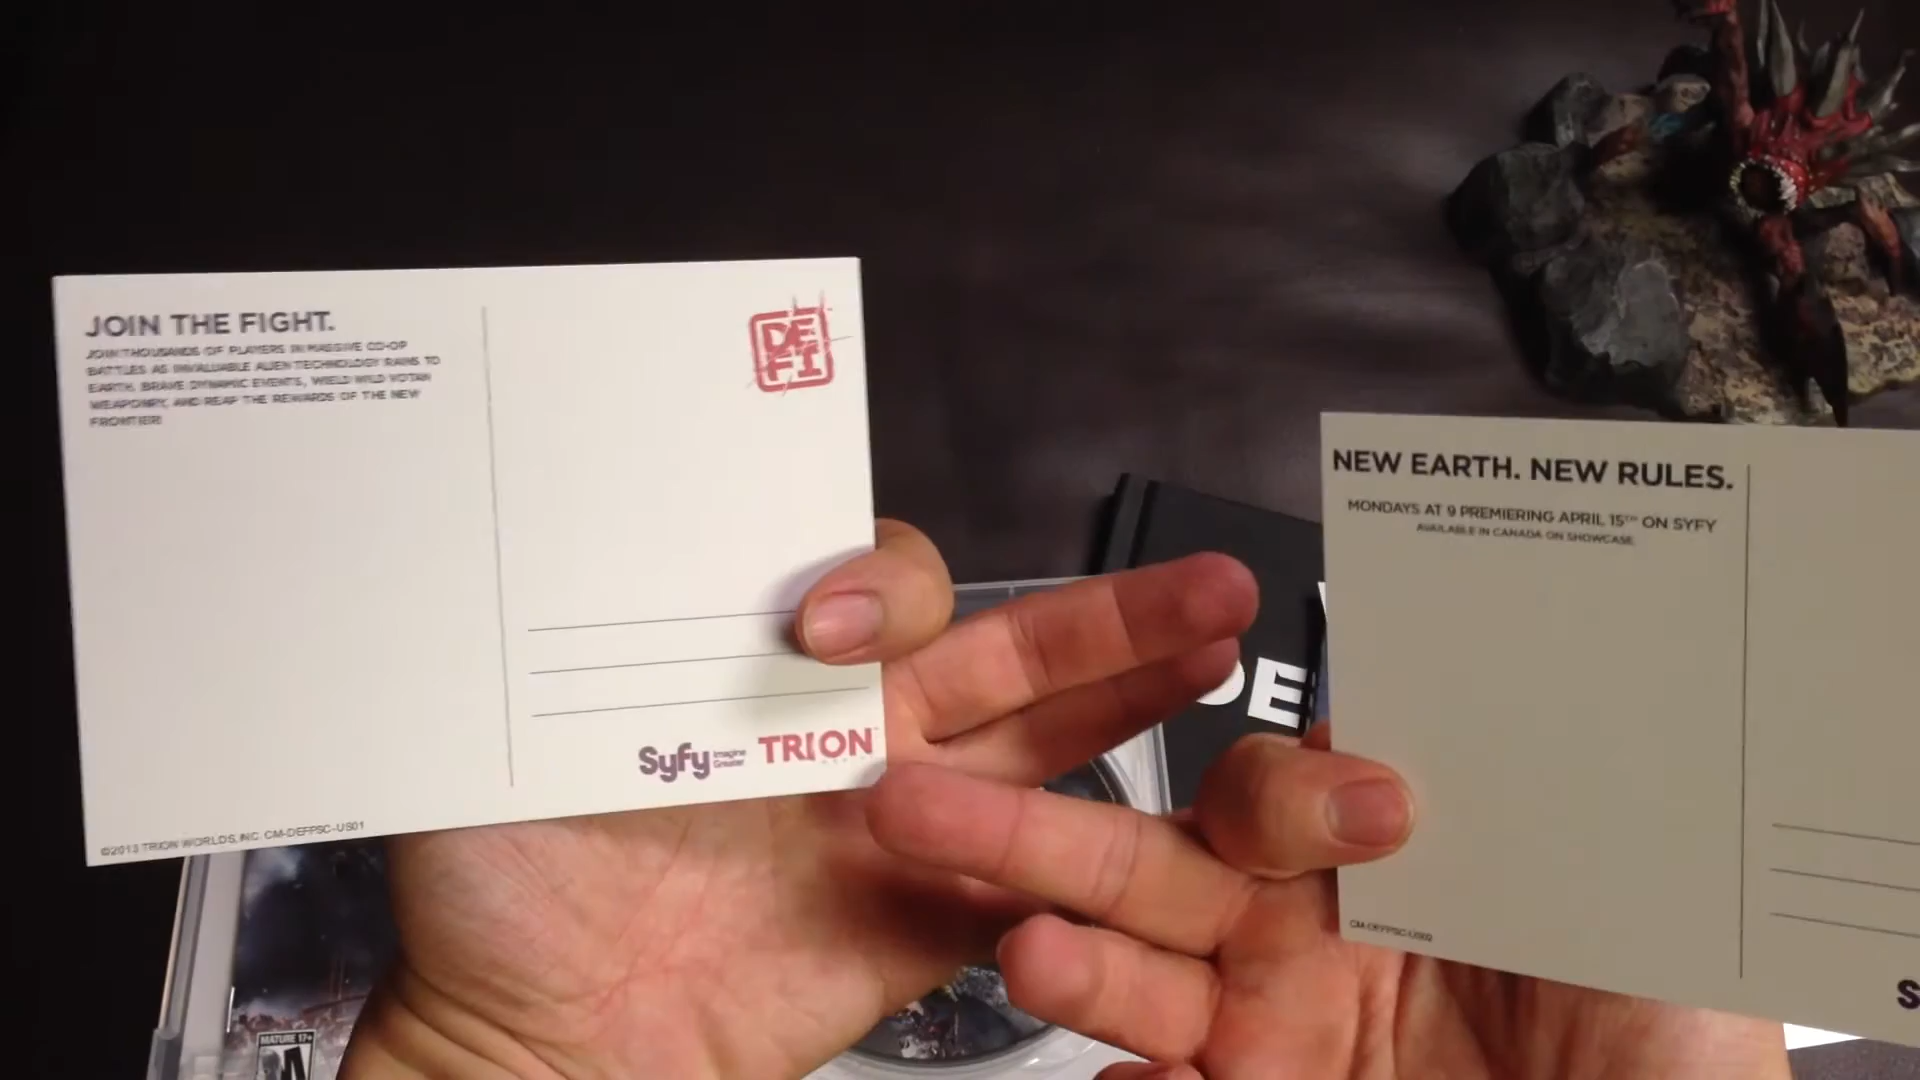 JOIN THE FIGHT.
JOIN THOUSANDS OF PLAYERS IN MASSIVE CO-OP
BATTLES AS INVALUABLE ALIEN TECHNOLOGY RAINS TO
EARTH. BRAVE DYNAMIC EVENTS, WIELD WILD VOTAN
WEAPONRY, AND REAP THE REWARDS OF THE NEW
FRONTIER!
DE
FI
Syfy Imagine Greater
TRION
©2013 TRION WORLDS, INC. CM-DEFPSC-US01
NEW EARTH. NEW RULES.
MONDAYS AT 9 PREMIERING APRIL 15TH ON SYFY
AVAILABLE IN CANADA ON SHOWCASE
CM-DEFPSC-US02
S
DE
MATURE 17+
M